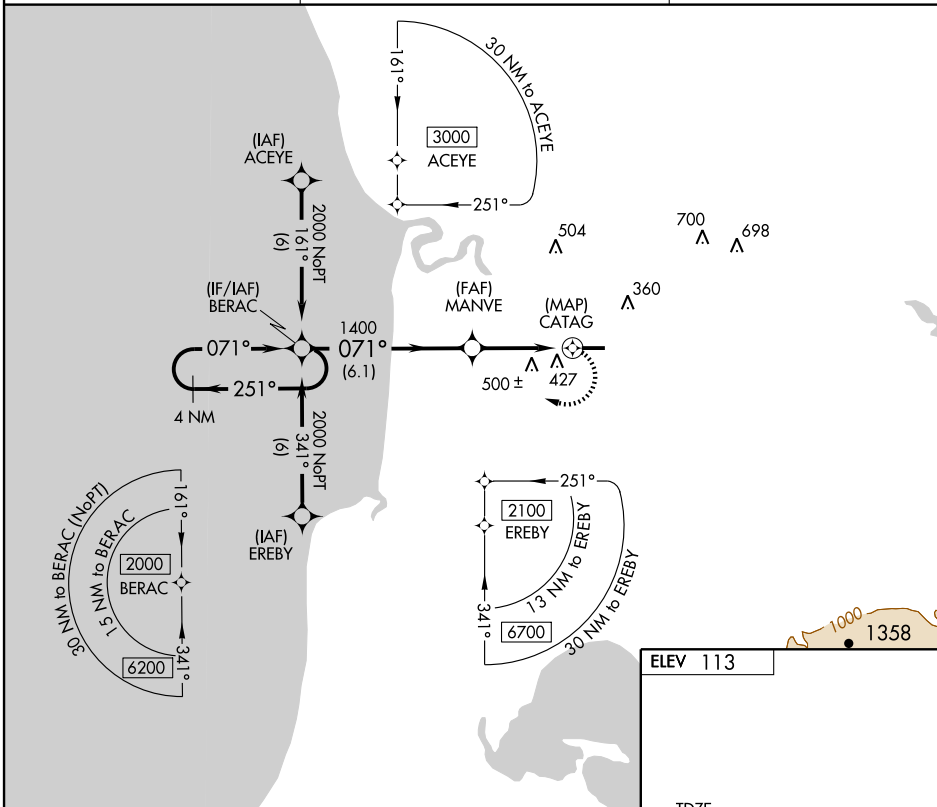 30 NM to ACEYE
161°
3000
ACEYE
251°
(IAF)
ACEYE
2000 NoPT
161°
(6)
504
700
698
360
(IF/IAF)
BERAC
(FAF)
MANVE
(MAP)
CATAG
1400
071°
071°
(6.1)
251°
4 NM
500 ±
427
2000 NoPT
341°
(6)
(IAF)
EREBY
30 NM to BERAC (NoPT)
15 NM to BERAC
161°
2000
BERAC
341°
6200
251°
2100
EREBY
13 NM to EREBY
341°
6700
30 NM to EREBY
1000
1358
ELEV 113